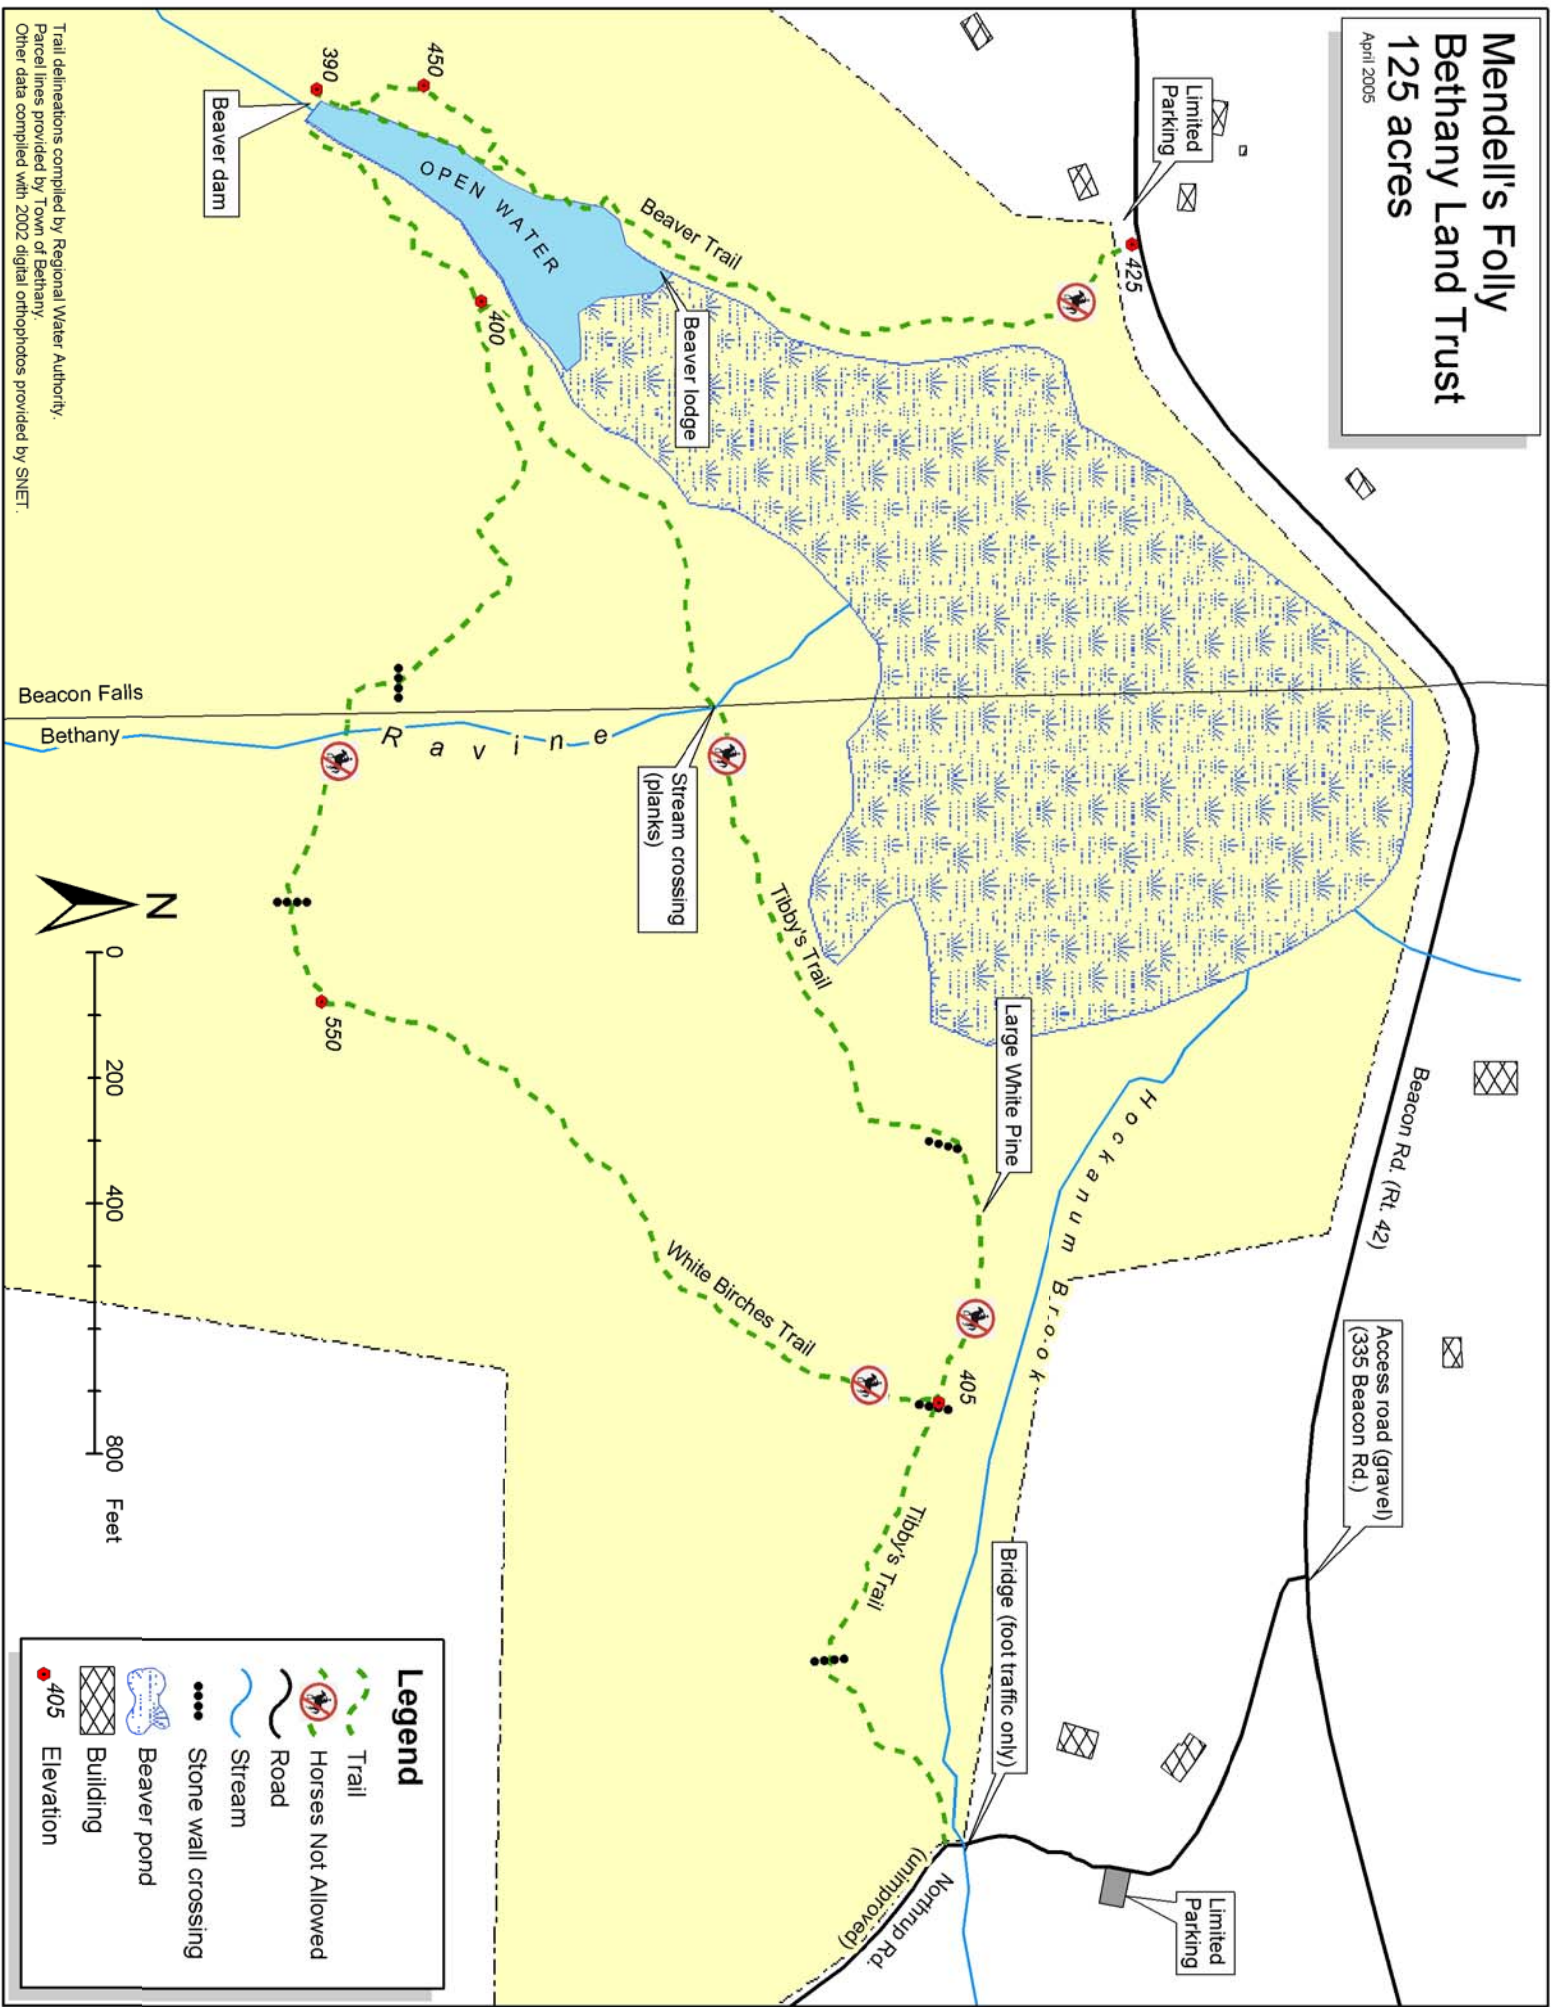 Mendell's Folly
Bethany Land Trust
125 acres
April 2005
Limited
Parking
425
Beaver Trail
450
390
Beaver dam
OPEN WATER
Beaver lodge
400
Beacon Falls
Bethany
Ravine
Stream crossing
(planks)
Tibby's Trail
Large White Pine
Hockanum Brook
Beacon Rd. (Rt. 42)
Access road (gravel)
(335 Beacon Rd.)
550
White Birches Trail
405
Tibby's Trail
Bridge (foot traffic only)
Limited
Parking
Northrup Rd.
(unimproved)
N
0 200 400 800 Feet
Legend
Trail
Horses Not Allowed
Road
Stream
Stone wall crossing
Beaver pond
Building
405 Elevation
Trail delineations compiled by Regional Water Authority.
Parcel lines provided by Town of Bethany.
Other data compiled with 2002 digital orthophotos provided by SNET.